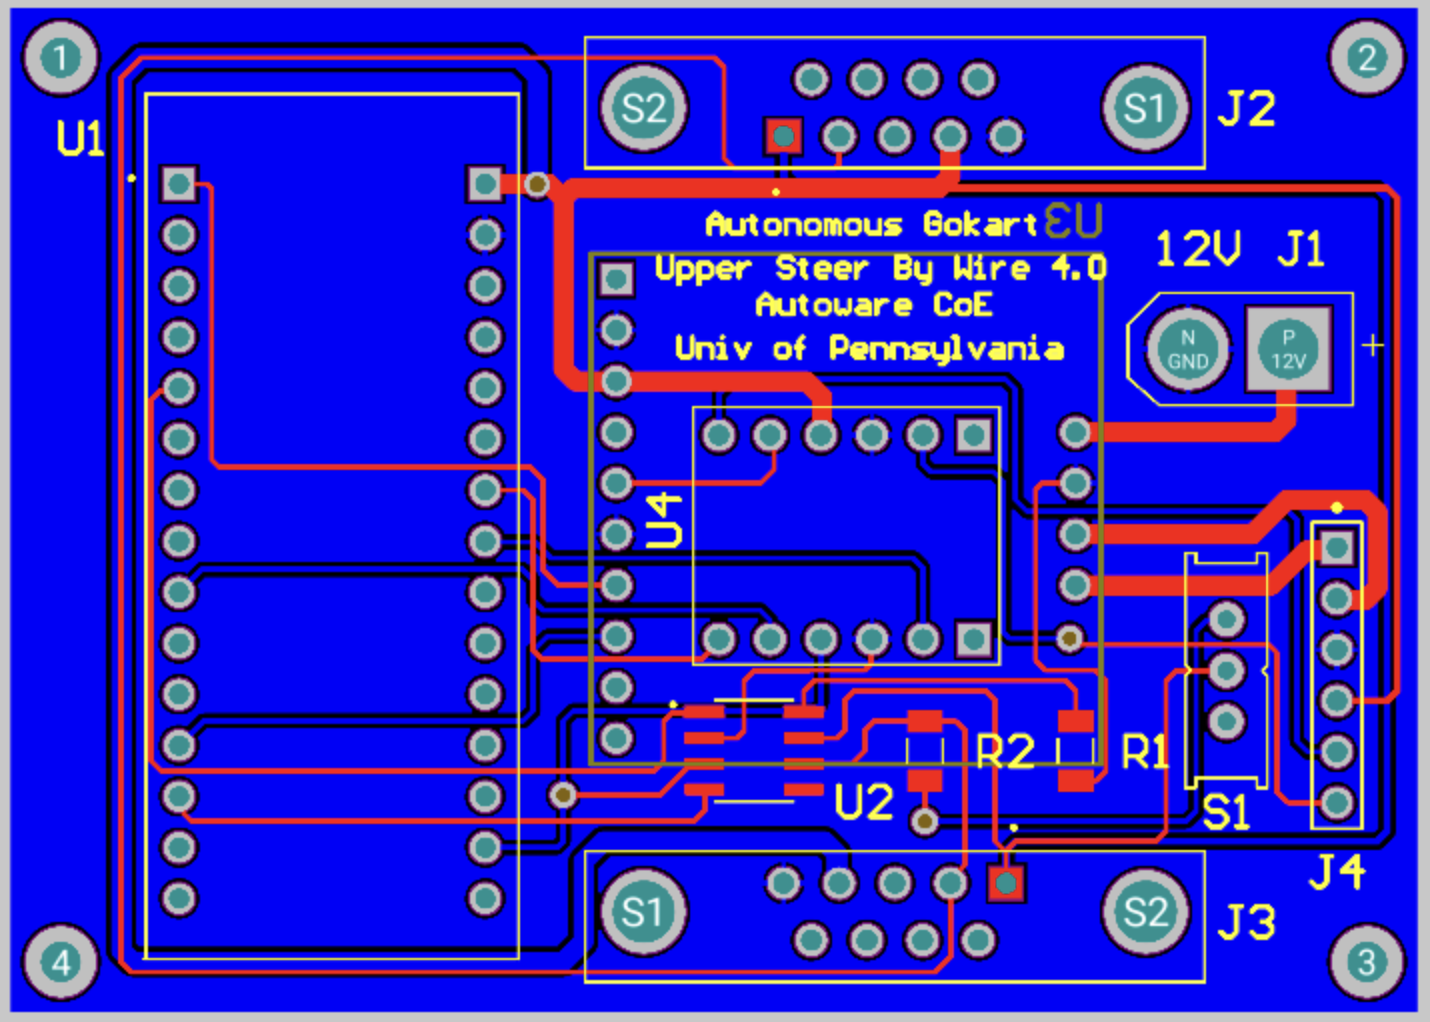 1
2
U1
S2
S1
J2
Autonomous Gokart
U3
Upper Steer By Wire 4.0
Autoware CoE
Univ of Pennsylvania
12V J1
N
GND
P
12V
+
U4
R2
R1
U2
S1
J4
S1
S2
J3
4
3